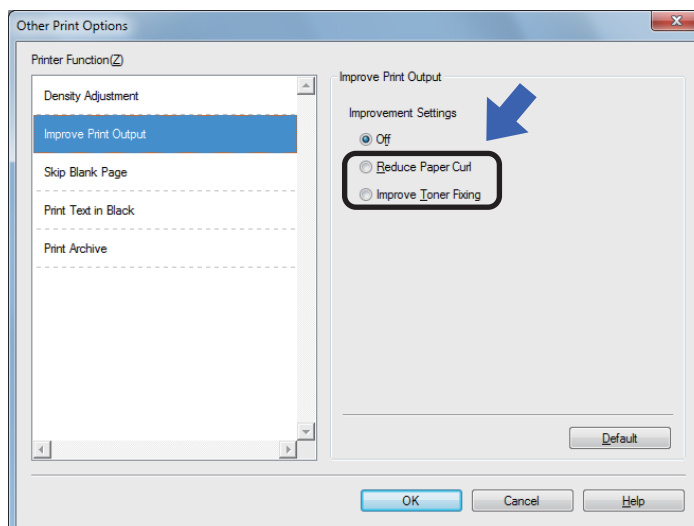 Other Print Options
Printer Function(Z)
Density Adjustment
Improve Print Output
Skip Blank Page
Print Text in Black
Print Archive
Improve Print Output
Improvement Settings
Off
Reduce Paper Curl
Improve Toner Fixing
Default
OK
Cancel
Help